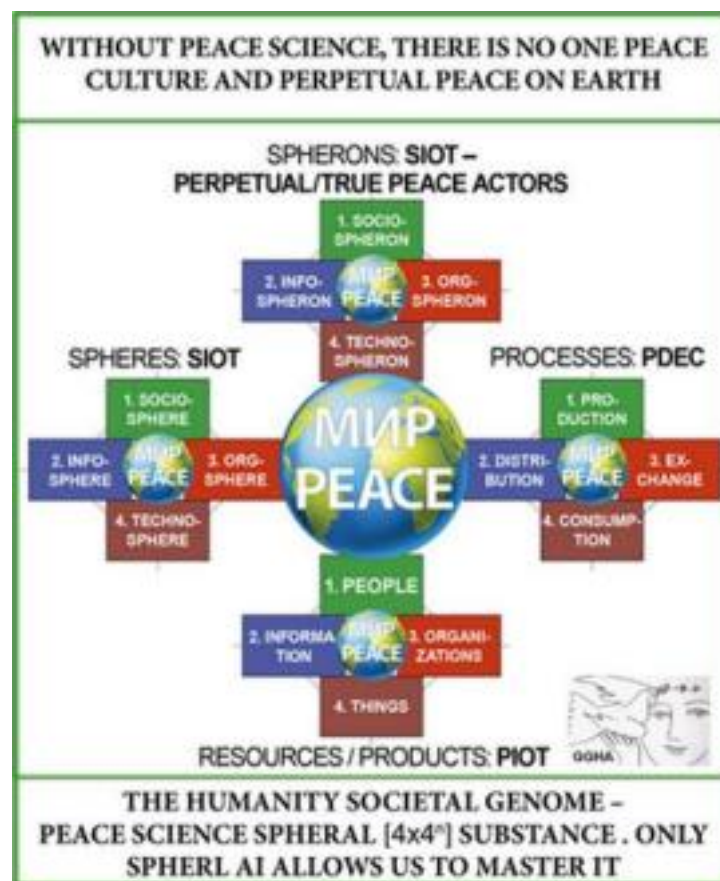 WITHOUT PEACE SCIENCE, THERE IS NO ONE PEACE
CULTURE AND PERPETUAL PEACE ON EARTH
SPHERONS: SIOT –
PERPETUAL/TRUE PEACE ACTORS
1. SOCIO-
SPHERON
2. INFO-
SPHERON
МИР
PEACE
3. ORG-
SPHERON
4. TECHNO-
SPHERON
SPHERES: SIOT
1. SOCIO-
SPHERE
2. INFO-
SPHERE
МИР
PEACE
3. ORG-
SPHERE
4. TECHNO-
SPHERE
МИР
PEACE
PROCESSES: PDEC
1. PRO-
DUCTION
2. DISTRI-
BUTION
МИР
PEACE
3. EX-
CHANGE
4. CONSUMP-
TION
1. PEOPLE
2. INFORMA
TION
МИР
PEACE
3. ORGANI-
ZATIONS
4. THINGS
GGHA
RESOURCES / PRODUCTS: PIOT
THE HUMANITY SOCIETAL GENOME –
PEACE SCIENCE SPHERAL [4x4ⁿ] SUBSTANCE . ONLY
SPHERL AI ALLOWS US TO MASTER IT